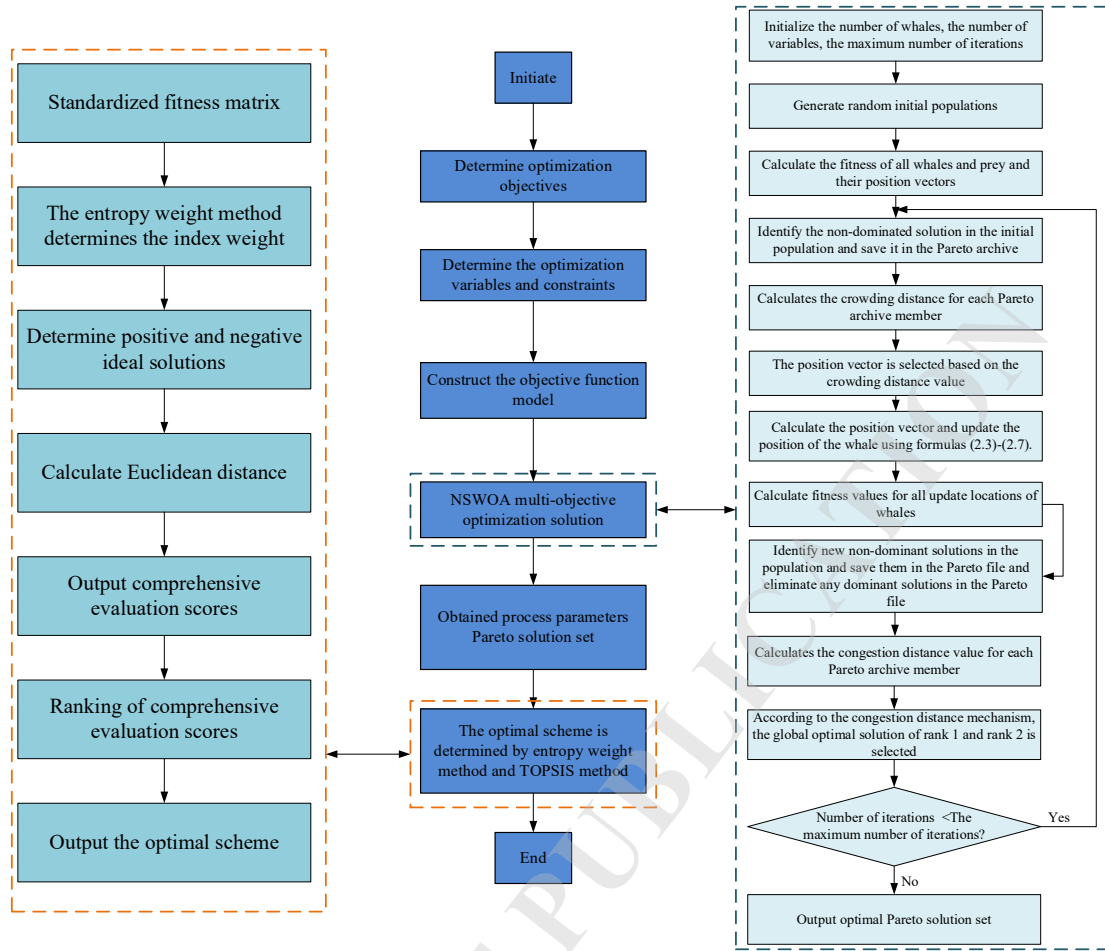 Standardized fitness matrix
The entropy weight method
determines the index weight
Determine positive and negative
ideal solutions
Calculate Euclidean distance
Output comprehensive
evaluation scores
Ranking of comprehensive
evaluation scores
Output the optimal scheme
Initiate
Determine optimization
objectives
Determine the optimization
variables and constraints
Construct the objective function
model
NSWOA multi-objective
optimization solution
Obtained process parameters
Pareto solution set
The optimal scheme is
determined by entropy weight
method and TOPSIS method
End
Initialize the number of whales, the number of
variables, the maximum number of iterations
Generate random initial populations
Calculate the fitness of all whales and prey and
their position vectors
Identify the non-dominated solution in the initial
population and save it in the Pareto archive
Calculates the crowding distance for each Pareto
archive member
The position vector is selected based on the
crowding distance value
Calculate the position vector and update the
position of the whale using formulas (2.3)-(2.7).
Calculate fitness values for all update locations of
whales
Identify new non-dominant solutions in the
population and save them in the Pareto file and
eliminate any dominant solutions in the Pareto
file
Calculates the congestion distance value for each
Pareto archive member
According to the congestion distance mechanism,
the global optimal solution of rank 1 and rank 2 is
selected
Number of iterations <The
maximum number of iterations?
Yes
No
Output optimal Pareto solution set
PUBLICATION